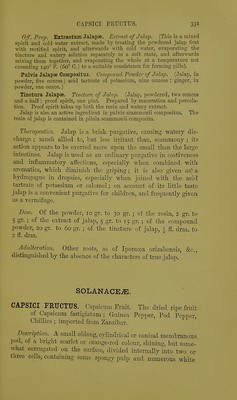 CAPSICI FRUCTUS. 331
Off. Prep. Extractum Jalapæ. Extract of Jalap. (This is a mixed
spirit and cold water extract, made by treating the powdered jalap first
with rectified spirit, and afterwards with cold water, evaporating the
tincture and watery solution separately to a soft state, and afterwards
mixing them together, and evaporating the whole at a temperature not
exceeding 140° F. (60° C.) to a suitable consistence for forming pills).
Pulvis Jalapæ Compositus. Compound Powder of Jalap. (Jalap, in
powder, five ounces; acid tartrate of potassium, nine ounces; ginger, in
powder, one ounce.)
Tinctura Jalapæ. Tincture of Jalap. (Jalap, powdered, two ounces
and a half; proof spirit, one pint. Prepared by maceration and percola-
tion. Proof spirit takes up both the resin and watery extract.
Jalap is also an active ingredient in pulvis scammonii compositus. The
resin of jalap is contained in pilula scammonii composita.
Therapeutics. Jalap is a brisk purgative, causing watery dis-
charge; much allied to, but less irritant than, scammony; its
action appears to be exerted more upon the small than the large
intestines. Jalap is used as an ordinary purgative in costiveness
and inflammatory affections, especially when combined with
aromatics, which diminish the griping; it is also given as a
hydragogue in dropsies, especially when joined with the acid
tartrate of potassium or calomel; on account of its little taste
jalap is a convenient purgative for children, and frequently given
as a vermifuge.
Dose. Of the powder, 10 gr. to 30 gr.; of the resin, 2 gr. to
5 gr.; of the extract of jalap, 5 gr. to 15 gr.; of the compound
powder, 20 gr. to 60 gr.; of the tincture of jalap, ½ fl. drm. to
2 fl. drm.
Adulteration. Other roots, as of Ipomœa orizabensis, &c.,
distinguished by the absence of the characters of true jalap.
SOLANACEÆ.
CAPSICI FRUCTUS. Capsicum Fruit. The dried ripe fruit
of Capsicum fastigiatum; Guinea Pepper, Pod Pepper,
Chillies; imported from Zanzibar.
Description. A small oblong, cylindrical or conical membranous
pod, of a bright scarlet or orange-red colour, shining, but some-
what corrugated on the surface, divided internally into two or
three cells, containing some spongy pulp and numerous white